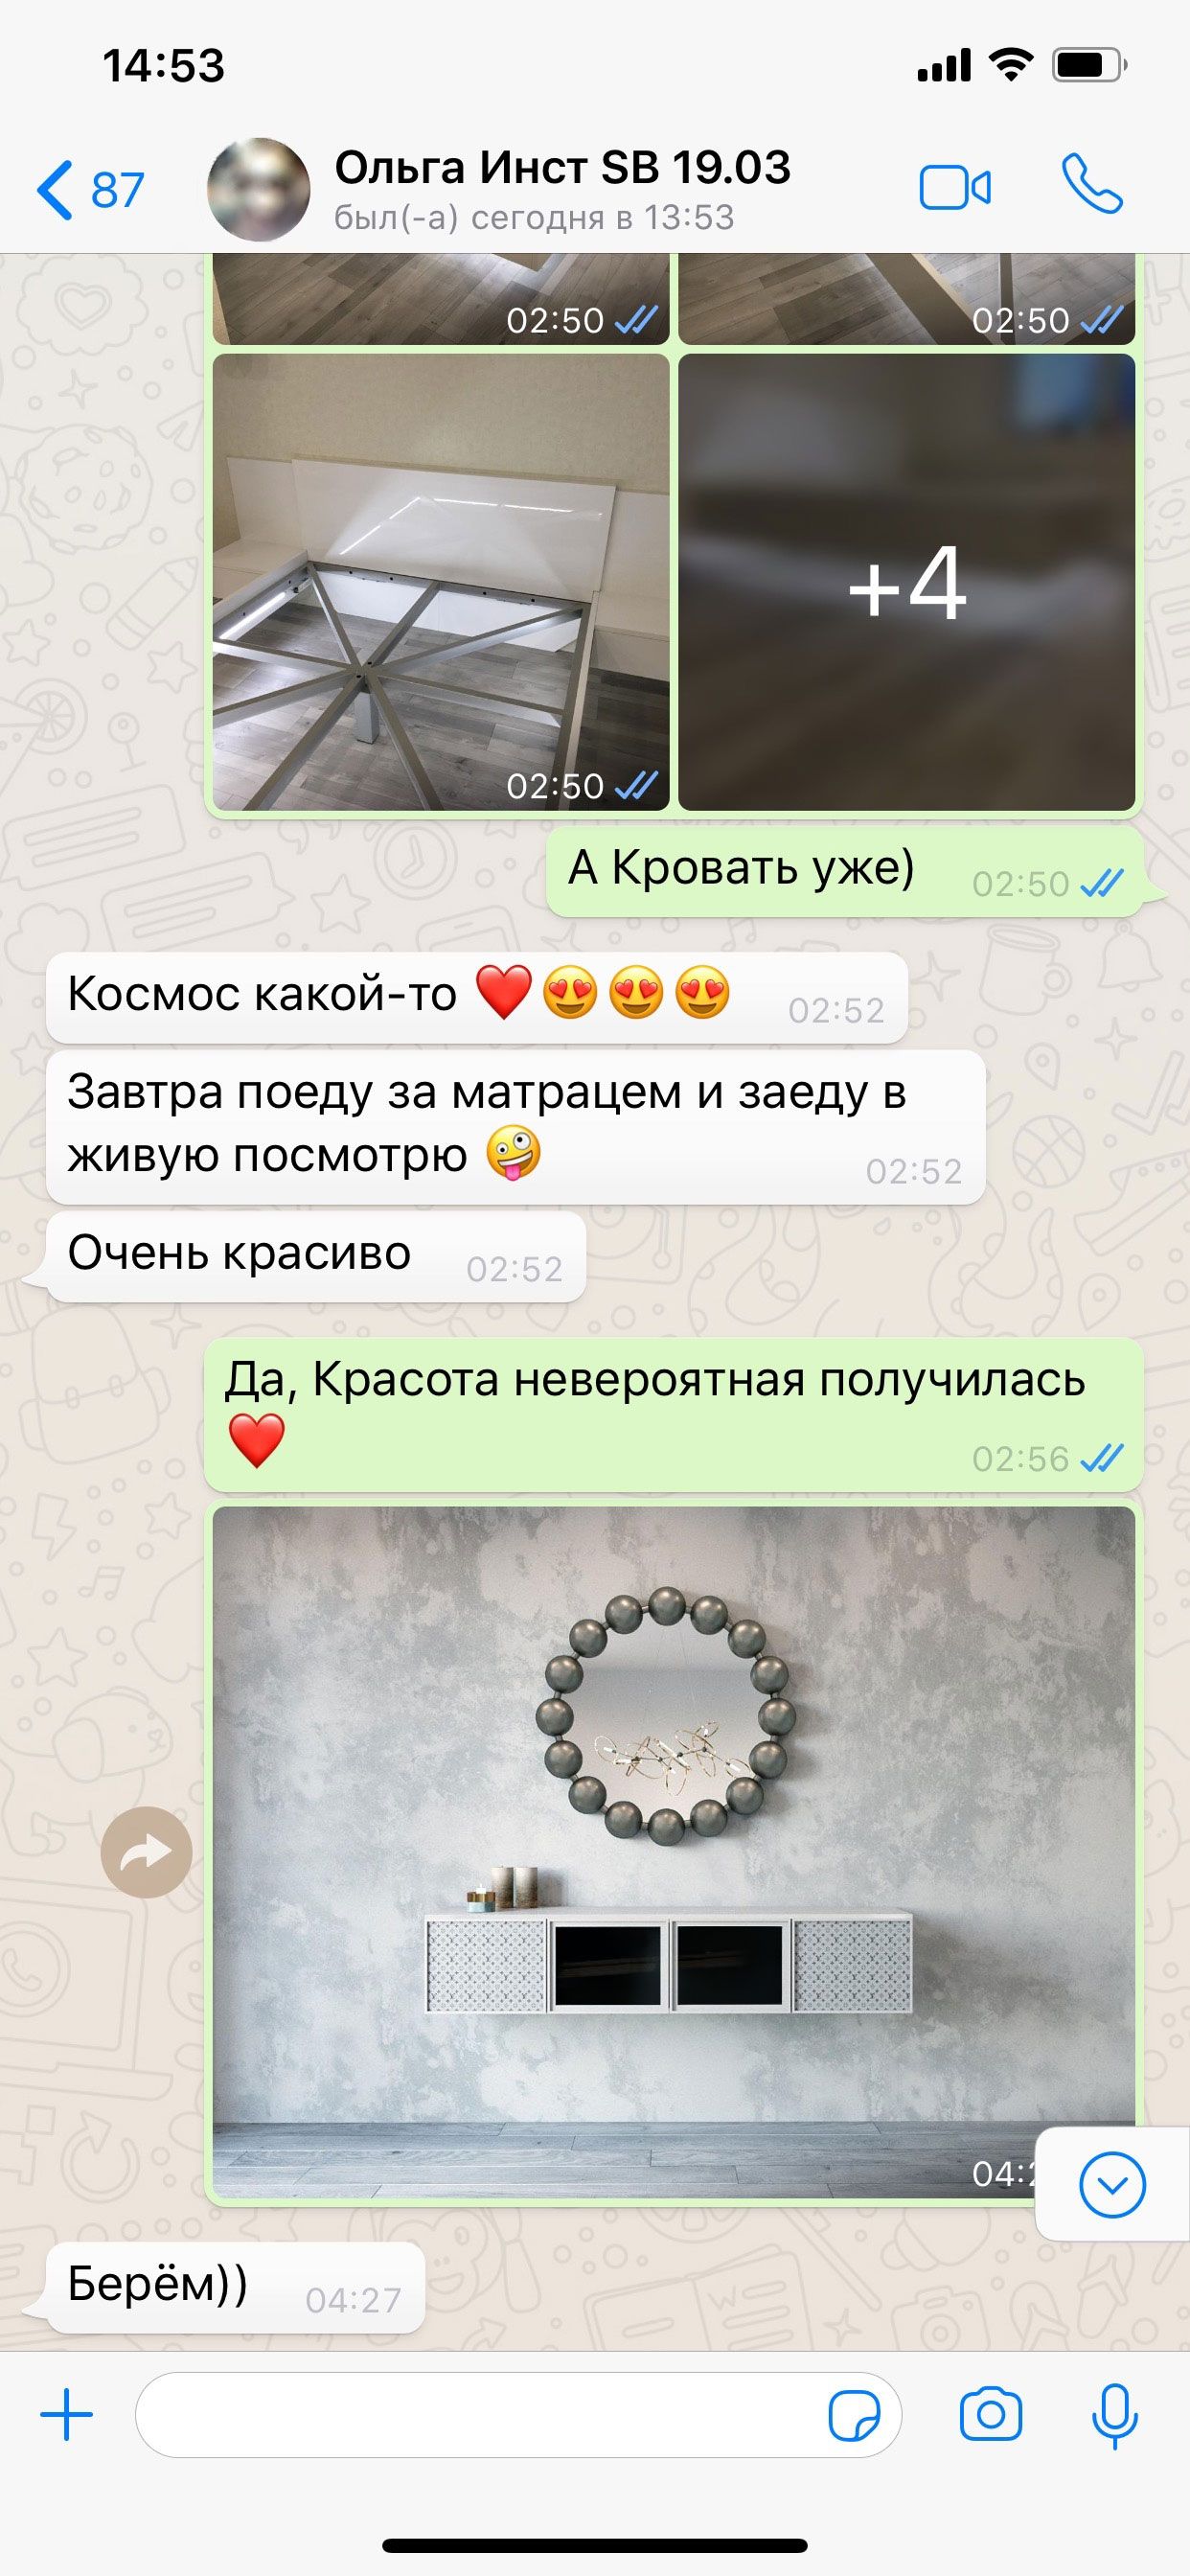 14:53
87
Ольга Инст SB 19.03
был(-а) сегодня в 13:53
02:50
02:50
02:50
+4
А Кровать уже)
02:50
Космос какой-то ❤️😍😍😍
02:52
Завтра поеду за матрацем и заеду в
живую посмотрю 🤪
02:52
Очень красиво
02:52
Да, Красота невероятная получилась
❤️
02:56
Берём))
04:27